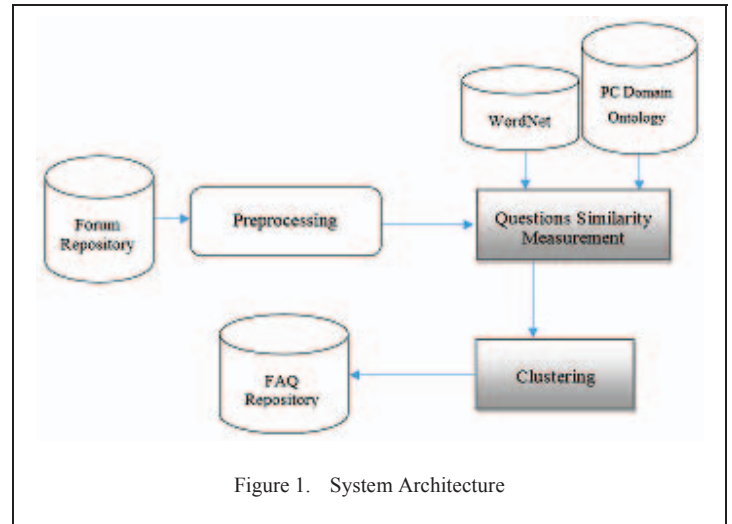 WordNet
PC Domain
Ontology
Forum
Repository
Preprocessing
Questions Similarity
Measurement
FAQ
Repository
Clustering
Figure 1. System Architecture